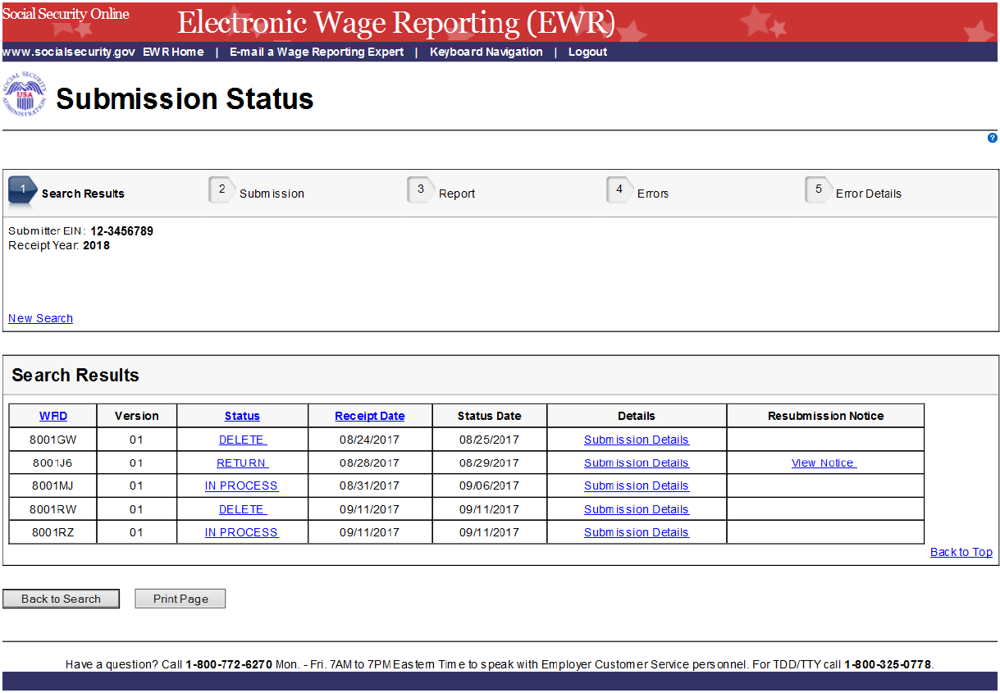 Social Security Online
Electronic Wage Reporting (EWR)
www.socialsecurity.gov EWR Home | E-mail a Wage Reporting Expert | Keyboard Navigation | Logout
SOCIAL SECURITY ADMINISTRATION
USA
Submission Status
?
1 Search Results 2 Submission 3 Report 4 Errors 5 Error Details
Submitter EIN: 12-3456789
Receipt Year: 2018
New Search
Search Results
WFID Version Status Receipt Date Status Date Details Resubmission Notice
8001GW 01 DELETE 08/24/2017 08/25/2017 Submission Details
8001J6 01 RETURN 08/28/2017 08/29/2017 Submission Details View Notice
8001MJ 01 IN PROCESS 08/31/2017 09/06/2017 Submission Details
8001RW 01 DELETE 09/11/2017 09/11/2017 Submission Details
8001RZ 01 IN PROCESS 09/11/2017 09/11/2017 Submission Details
Back to Top
Back to Search Print Page
Have a question? Call 1-800-772-6270 Mon. - Fri. 7AM to 7PM Eastern Time to speak with Employer Customer Service personnel. For TDD/TTY call 1-800-325-0778.